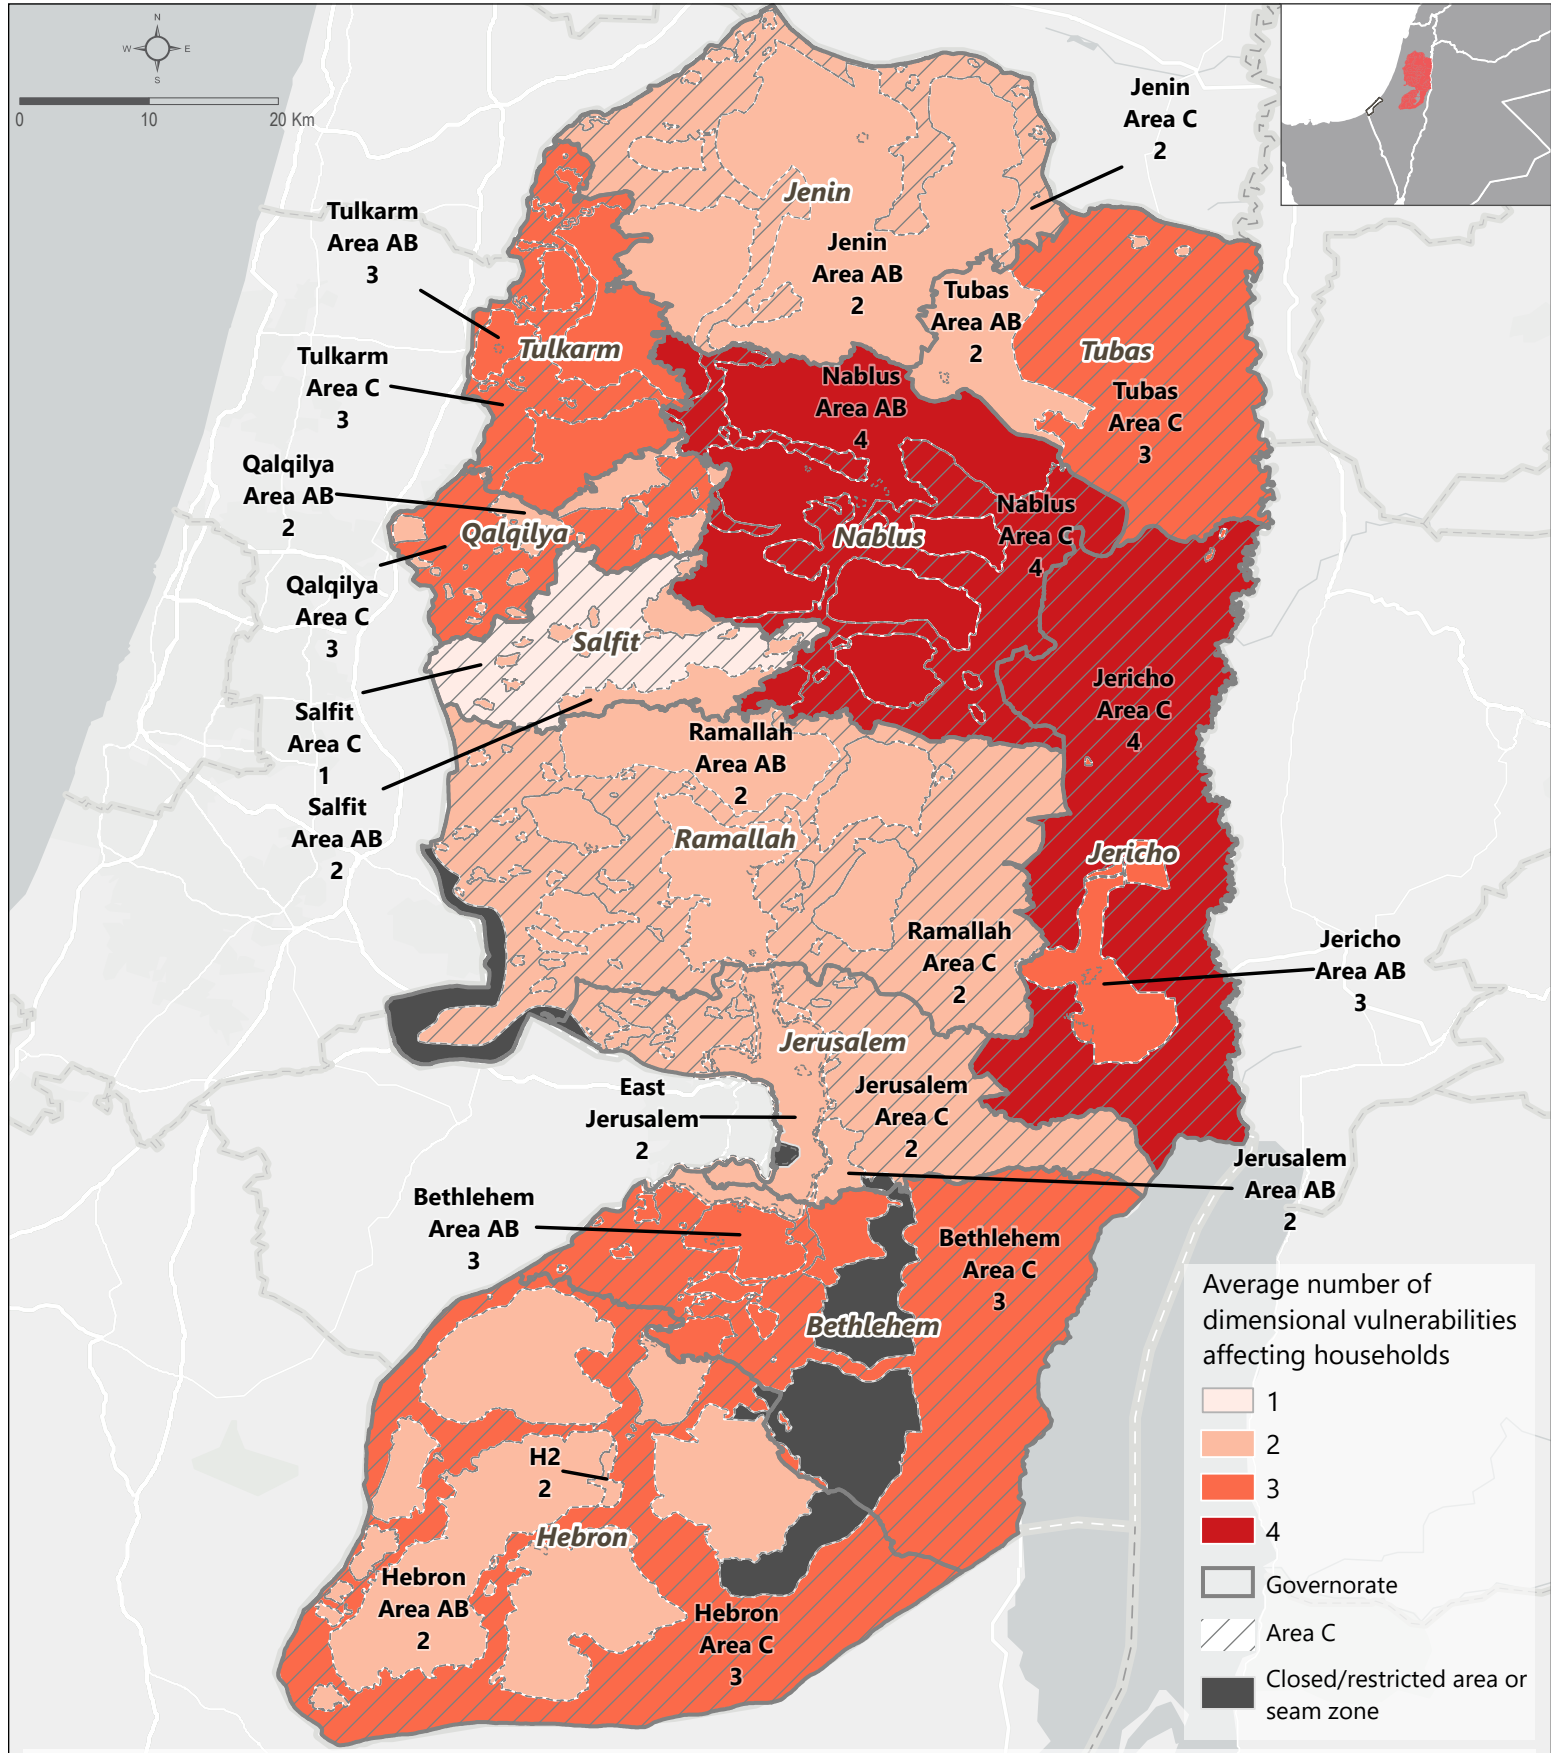 N
W
E
S
0
10
20 Km
Jenin
Area C
2
Jenin
Tulkarm
Area AB
3
Jenin
Area AB
2
Tubas
Area AB
2
Tulkarm
Tubas
Tulkarm
Area C
3
Nablus
Area AB
4
Tubas
Area C
3
Qalqilya
Area AB
2
Nablus
Area C
4
Qalqilya
Nablus
Qalqilya
Area C
3
Salfit
Jericho
Area C
4
Salfit
Area C
1
Ramallah
Area AB
2
Salfit
Area AB
2
Ramallah
Jericho
Ramallah
Area C
2
Jericho
Area AB
3
Jerusalem
East
Jerusalem
2
Jerusalem
Area C
2
Jerusalem
Area AB
2
Bethlehem
Area AB
3
Bethlehem
Area C
3
Bethlehem
H2
2
Hebron
Hebron
Area AB
2
Hebron
Area C
3
Average number of
dimensional vulnerabilities
affecting households
1
2
3
4
Governorate
Area C
Closed/restricted area or
seam zone